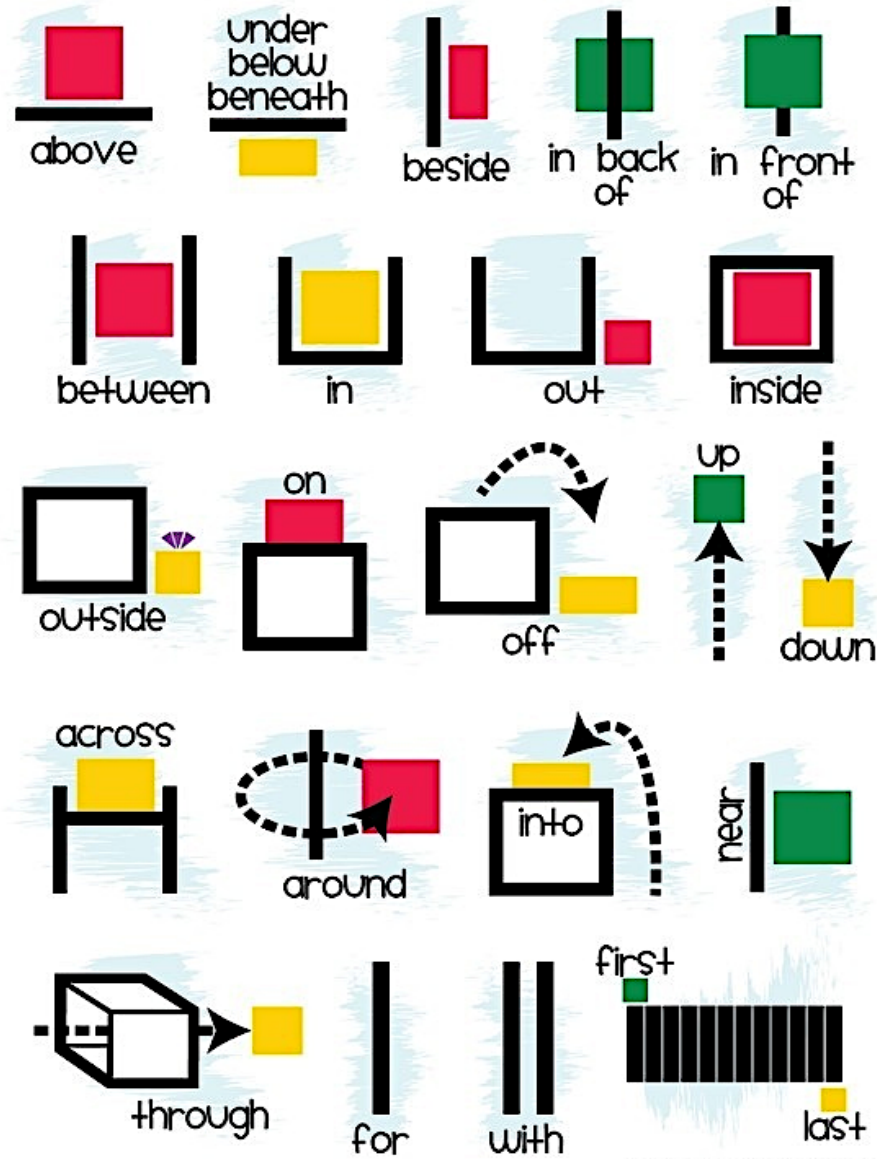 above
under
below
beneath
beside
in back
of
in front
of
between
in
out
inside
outside
on
off
up
down
across
around
into
near
through
for
with
first
last